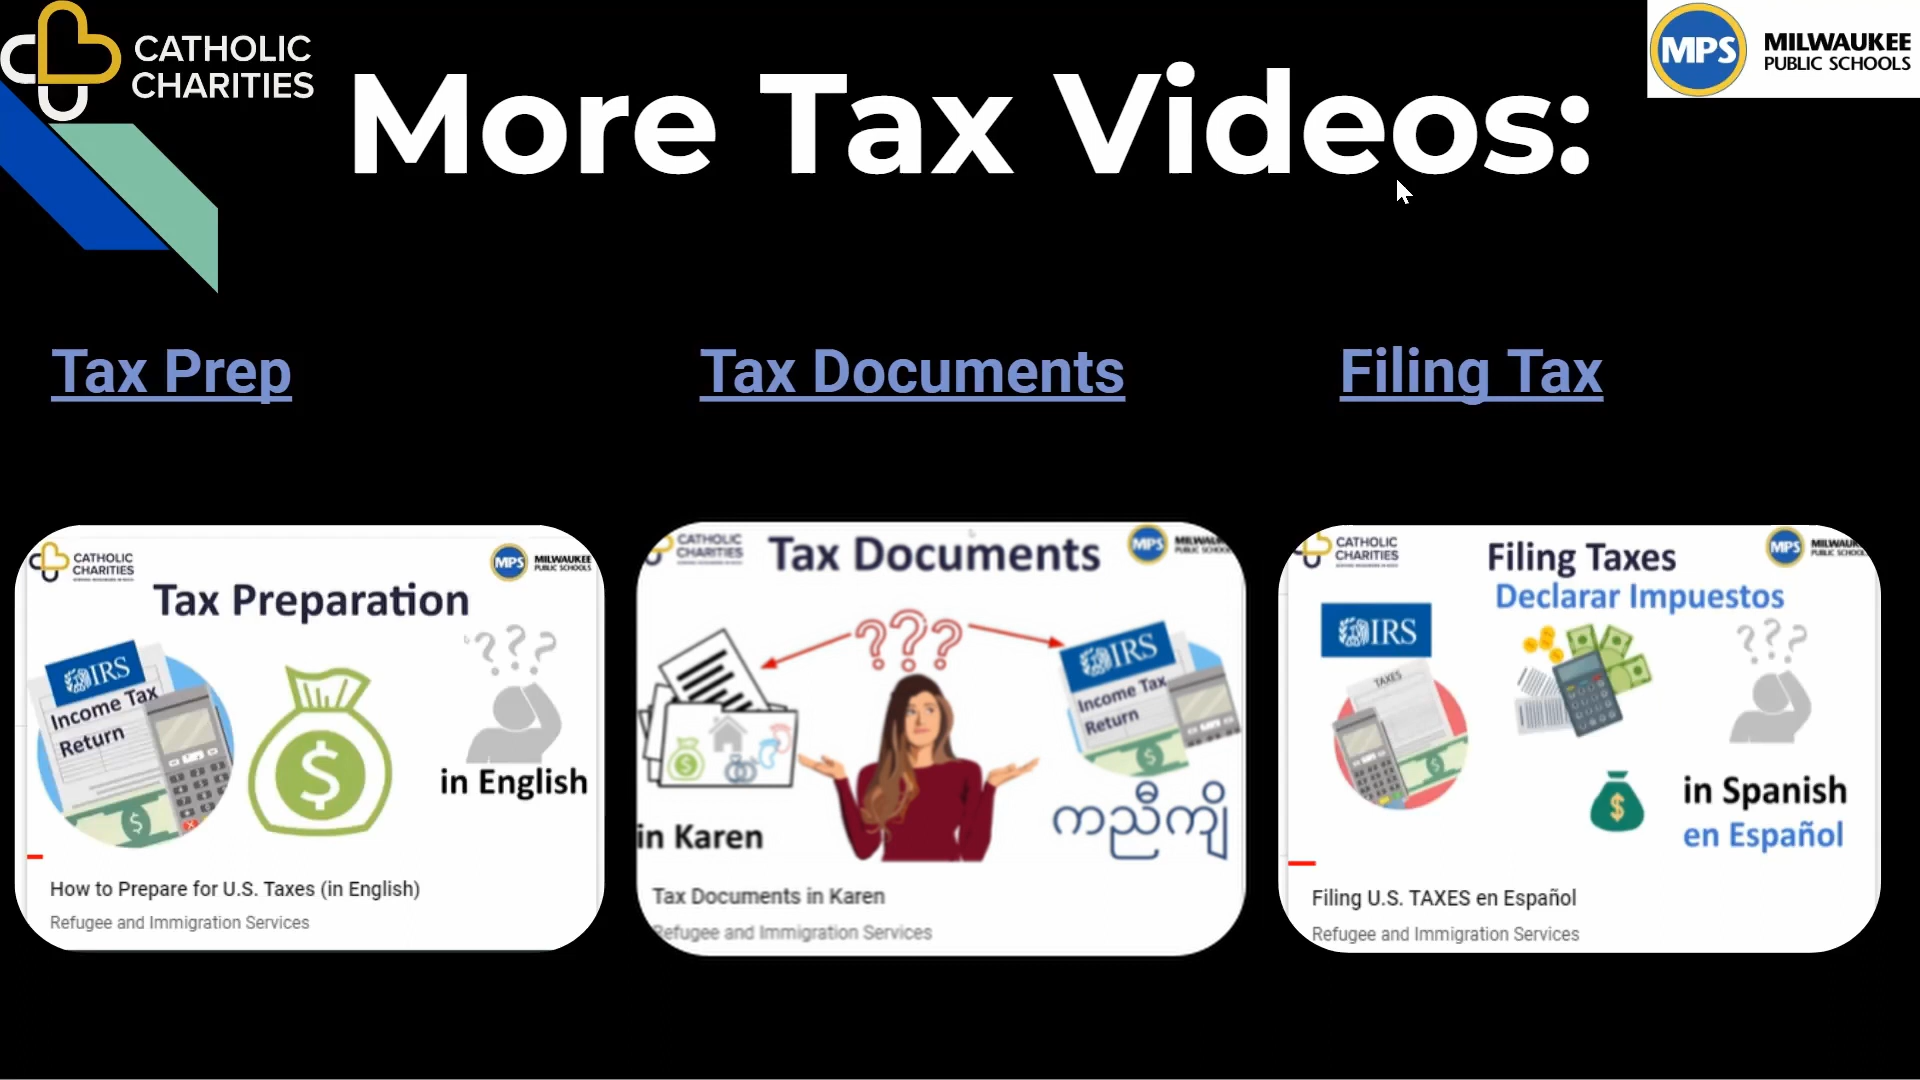 CATHOLIC
CHARITIES
More Tax Videos:
MPS
MILWAUKEE
PUBLIC SCHOOLS
Tax Prep
Tax Documents
Filing Tax
CATHOLIC
CHARITIES
MPS
MILWAUKEE
PUBLIC SCHOOLS
Tax Preparation
???
IRS
Income Tax
Return
$
$
in English
How to Prepare for U.S. Taxes (in English)
Refugee and Immigration Services
CATHOLIC
CHARITIES
Tax Documents
MPS
???
IRS
Income Tax
Return
$
$
in Karen
ကညီကျိ
Tax Documents in Karen
Refugee and Immigration Services
CATHOLIC
CHARITIES
Filing Taxes
Declarar Impuestos
MPS
IRS
TAXES
???
$
$
in Spanish
en Español
Filing U.S. TAXES en Español
Refugee and Immigration Services